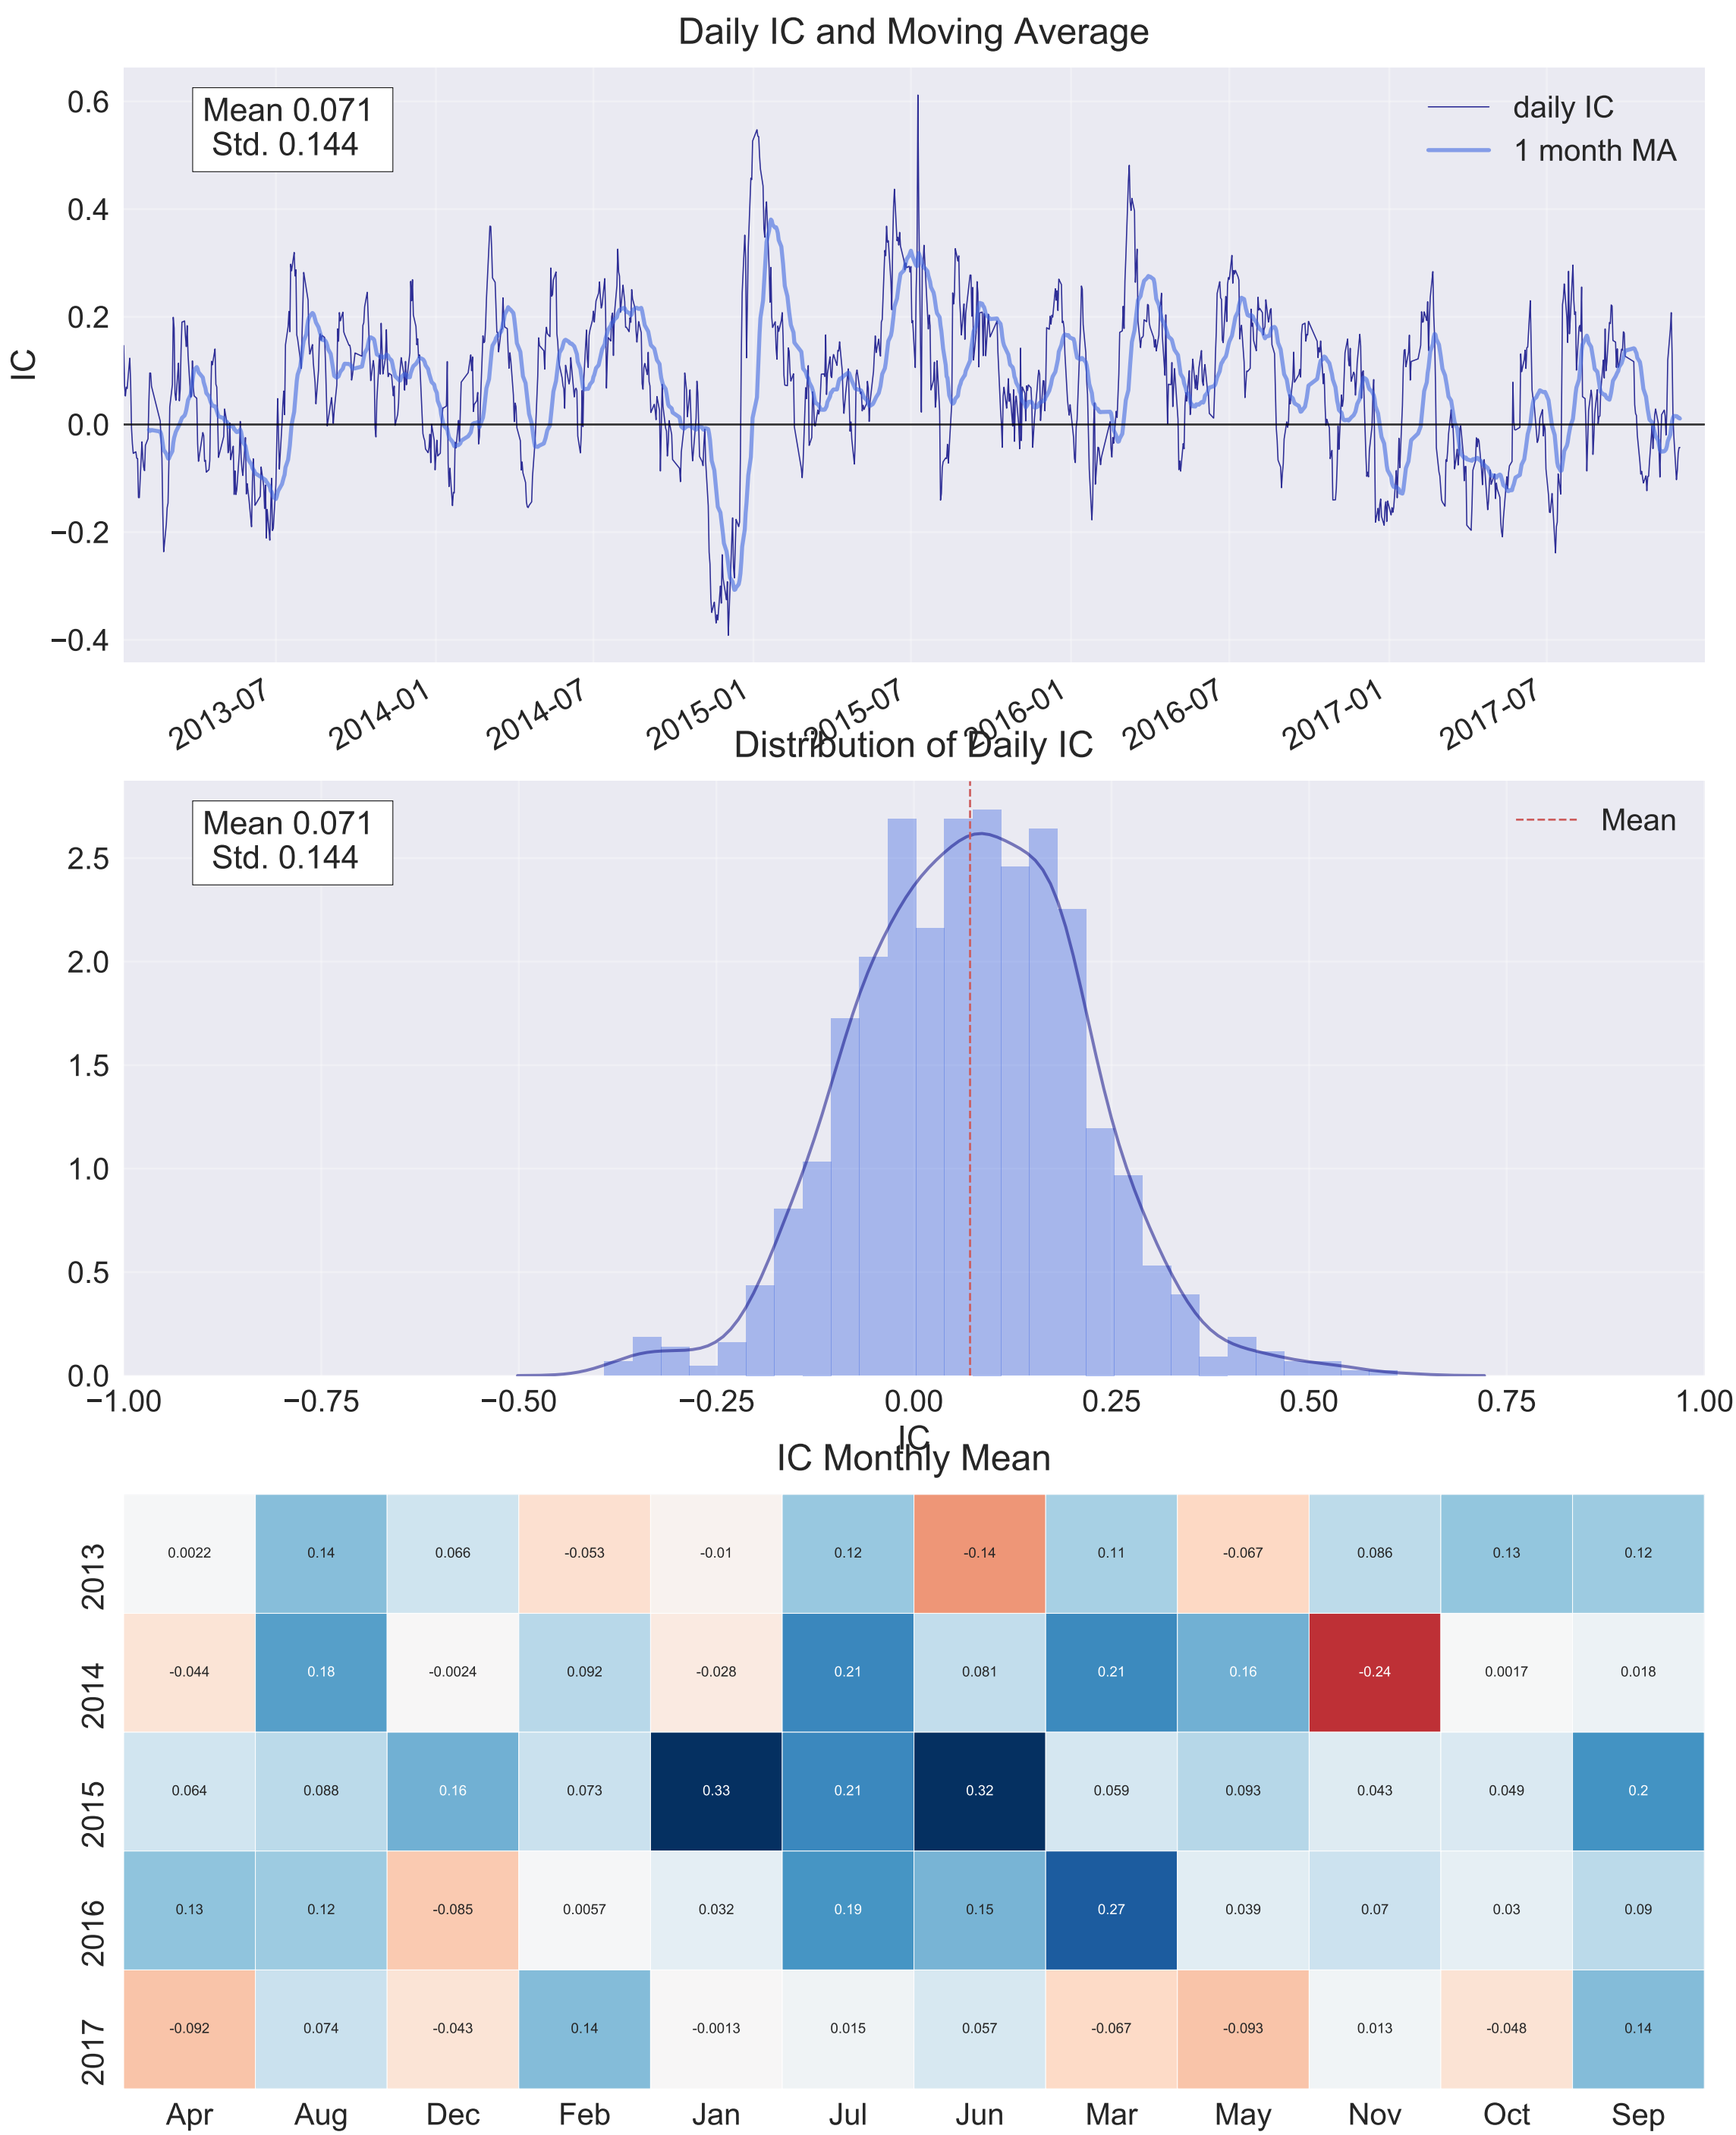 Daily IC and Moving Average
Mean 0.071
Std. 0.144
daily IC
1 month MA
IC
0.6
0.4
0.2
0.0
−0.2
−0.4
2013-07
2014-01
2014-07
2015-01
2015-07
2016-01
2016-07
2017-01
2017-07
Distribution of Daily IC
Mean 0.071
Std. 0.144
Mean
2.5
2.0
1.5
1.0
0.5
0.0
−1.00 −0.75 −0.50 −0.25 0.00 0.25 0.50 0.75 1.00
IC
IC Monthly Mean
2013 0.0022 0.14 0.066 -0.053 -0.01 0.12 -0.14 0.11 -0.067 0.086 0.13 0.12
2014 -0.044 0.18 -0.0024 0.092 -0.028 0.21 0.081 0.21 0.16 -0.24 0.0017 0.018
2015 0.064 0.088 0.16 0.073 0.33 0.21 0.32 0.059 0.093 0.043 0.049 0.2
2016 0.13 0.12 -0.085 0.0057 0.032 0.19 0.15 0.27 0.039 0.07 0.03 0.09
2017 -0.092 0.074 -0.043 0.14 -0.0013 0.015 0.057 -0.067 -0.093 0.013 -0.048 0.14
Apr Aug Dec Feb Jan Jul Jun Mar May Nov Oct Sep